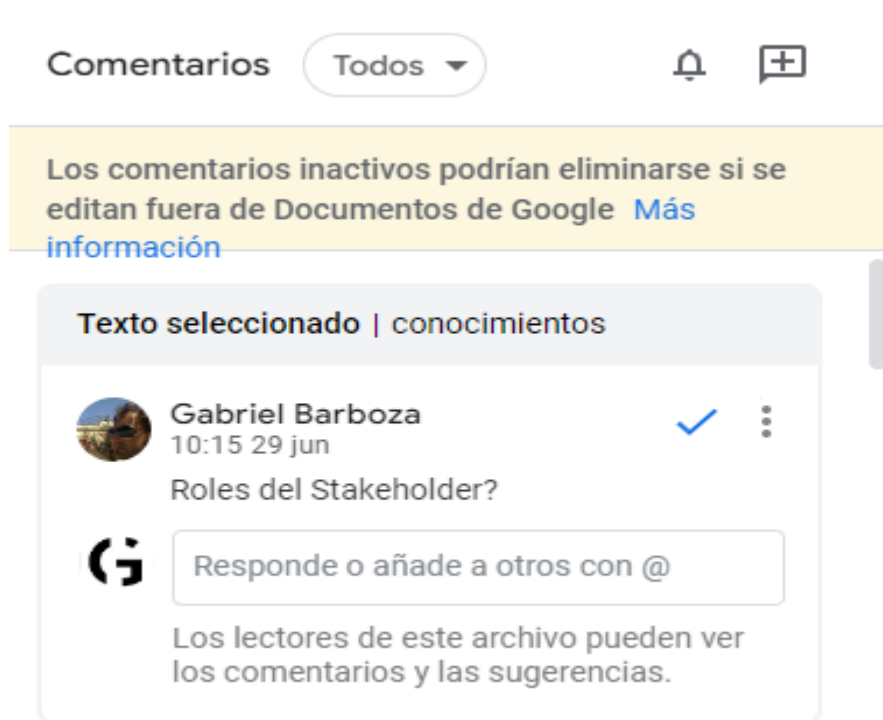 Comentarios Todos
Los comentarios inactivos podrían eliminarse si se
editan fuera de Documentos de Google Más
información
Texto seleccionado | conocimientos
Gabriel Barboza
10:15 29 jun
Roles del Stakeholder?
Responde o añade a otros con @
Los lectores de este archivo pueden ver
los comentarios y las sugerencias.